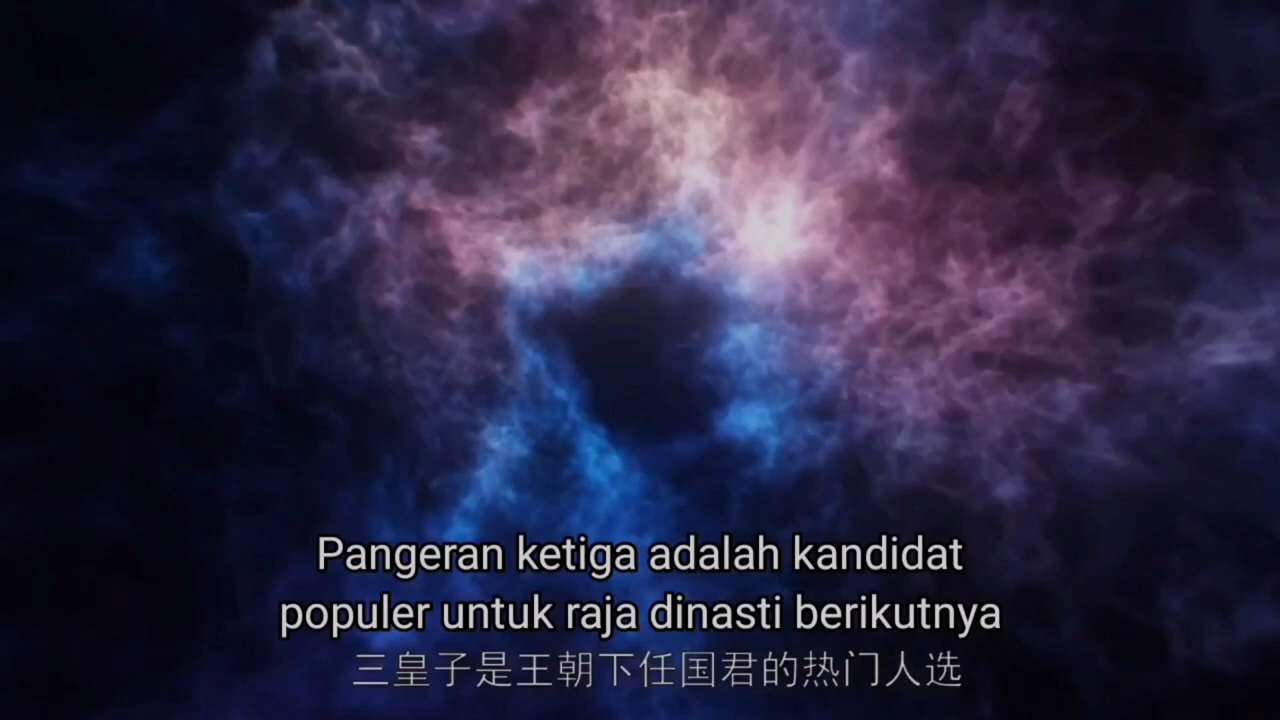 Pangeran ketiga adalah kandidat
populer untuk raja dinasti berikutnya
三皇子是王朝下任国君的热门人选